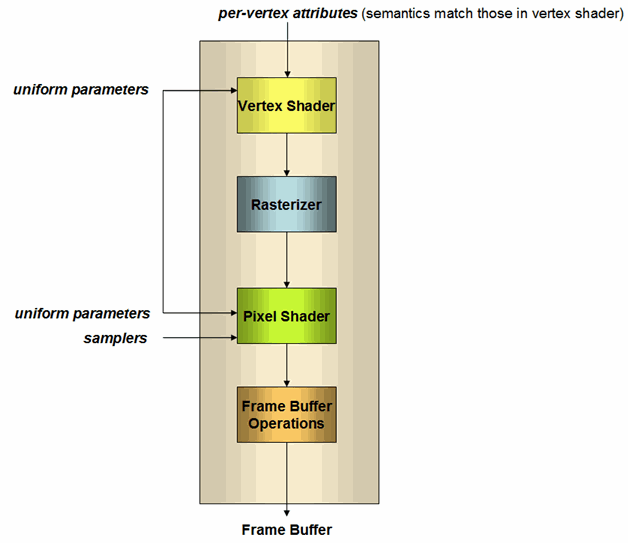 per-vertex attributes (semantics match those in vertex shader)
uniform parameters
Vertex Shader
Rasterizer
uniform parameters
Pixel Shader
samplers
Frame Buffer
Operations
Frame Buffer